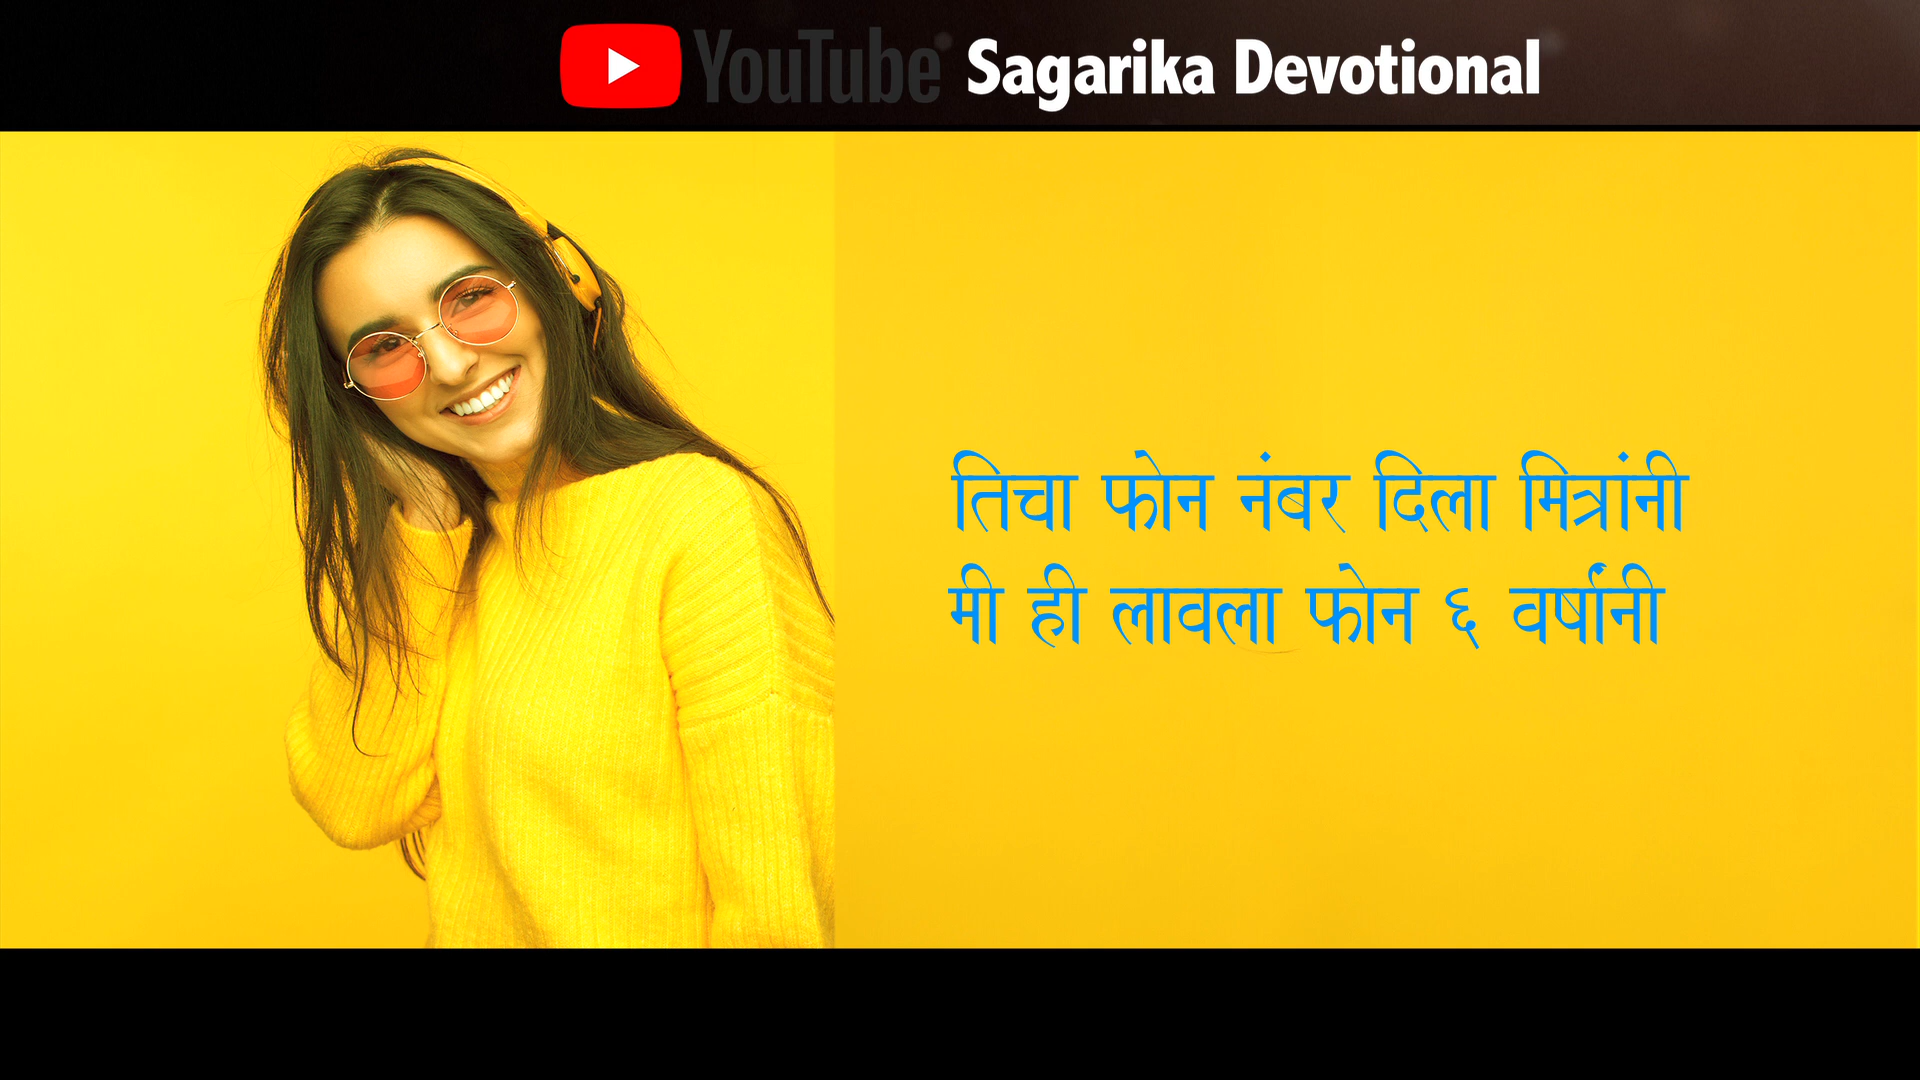 YouTube Sagarika Devotional
तिचा फोन नंबर दिला मित्रांनी
मी ही लावला फोन ६ वर्षांनी